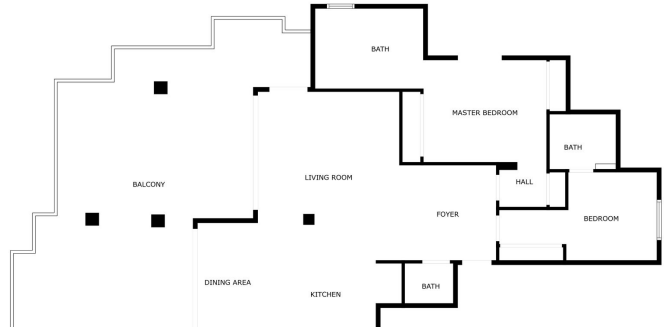 BATH
MASTER BEDROOM
BATH
LIVING ROOM
HALL
BALCONY
FOYER
BEDROOM
DINING AREA
BATH
KITCHEN